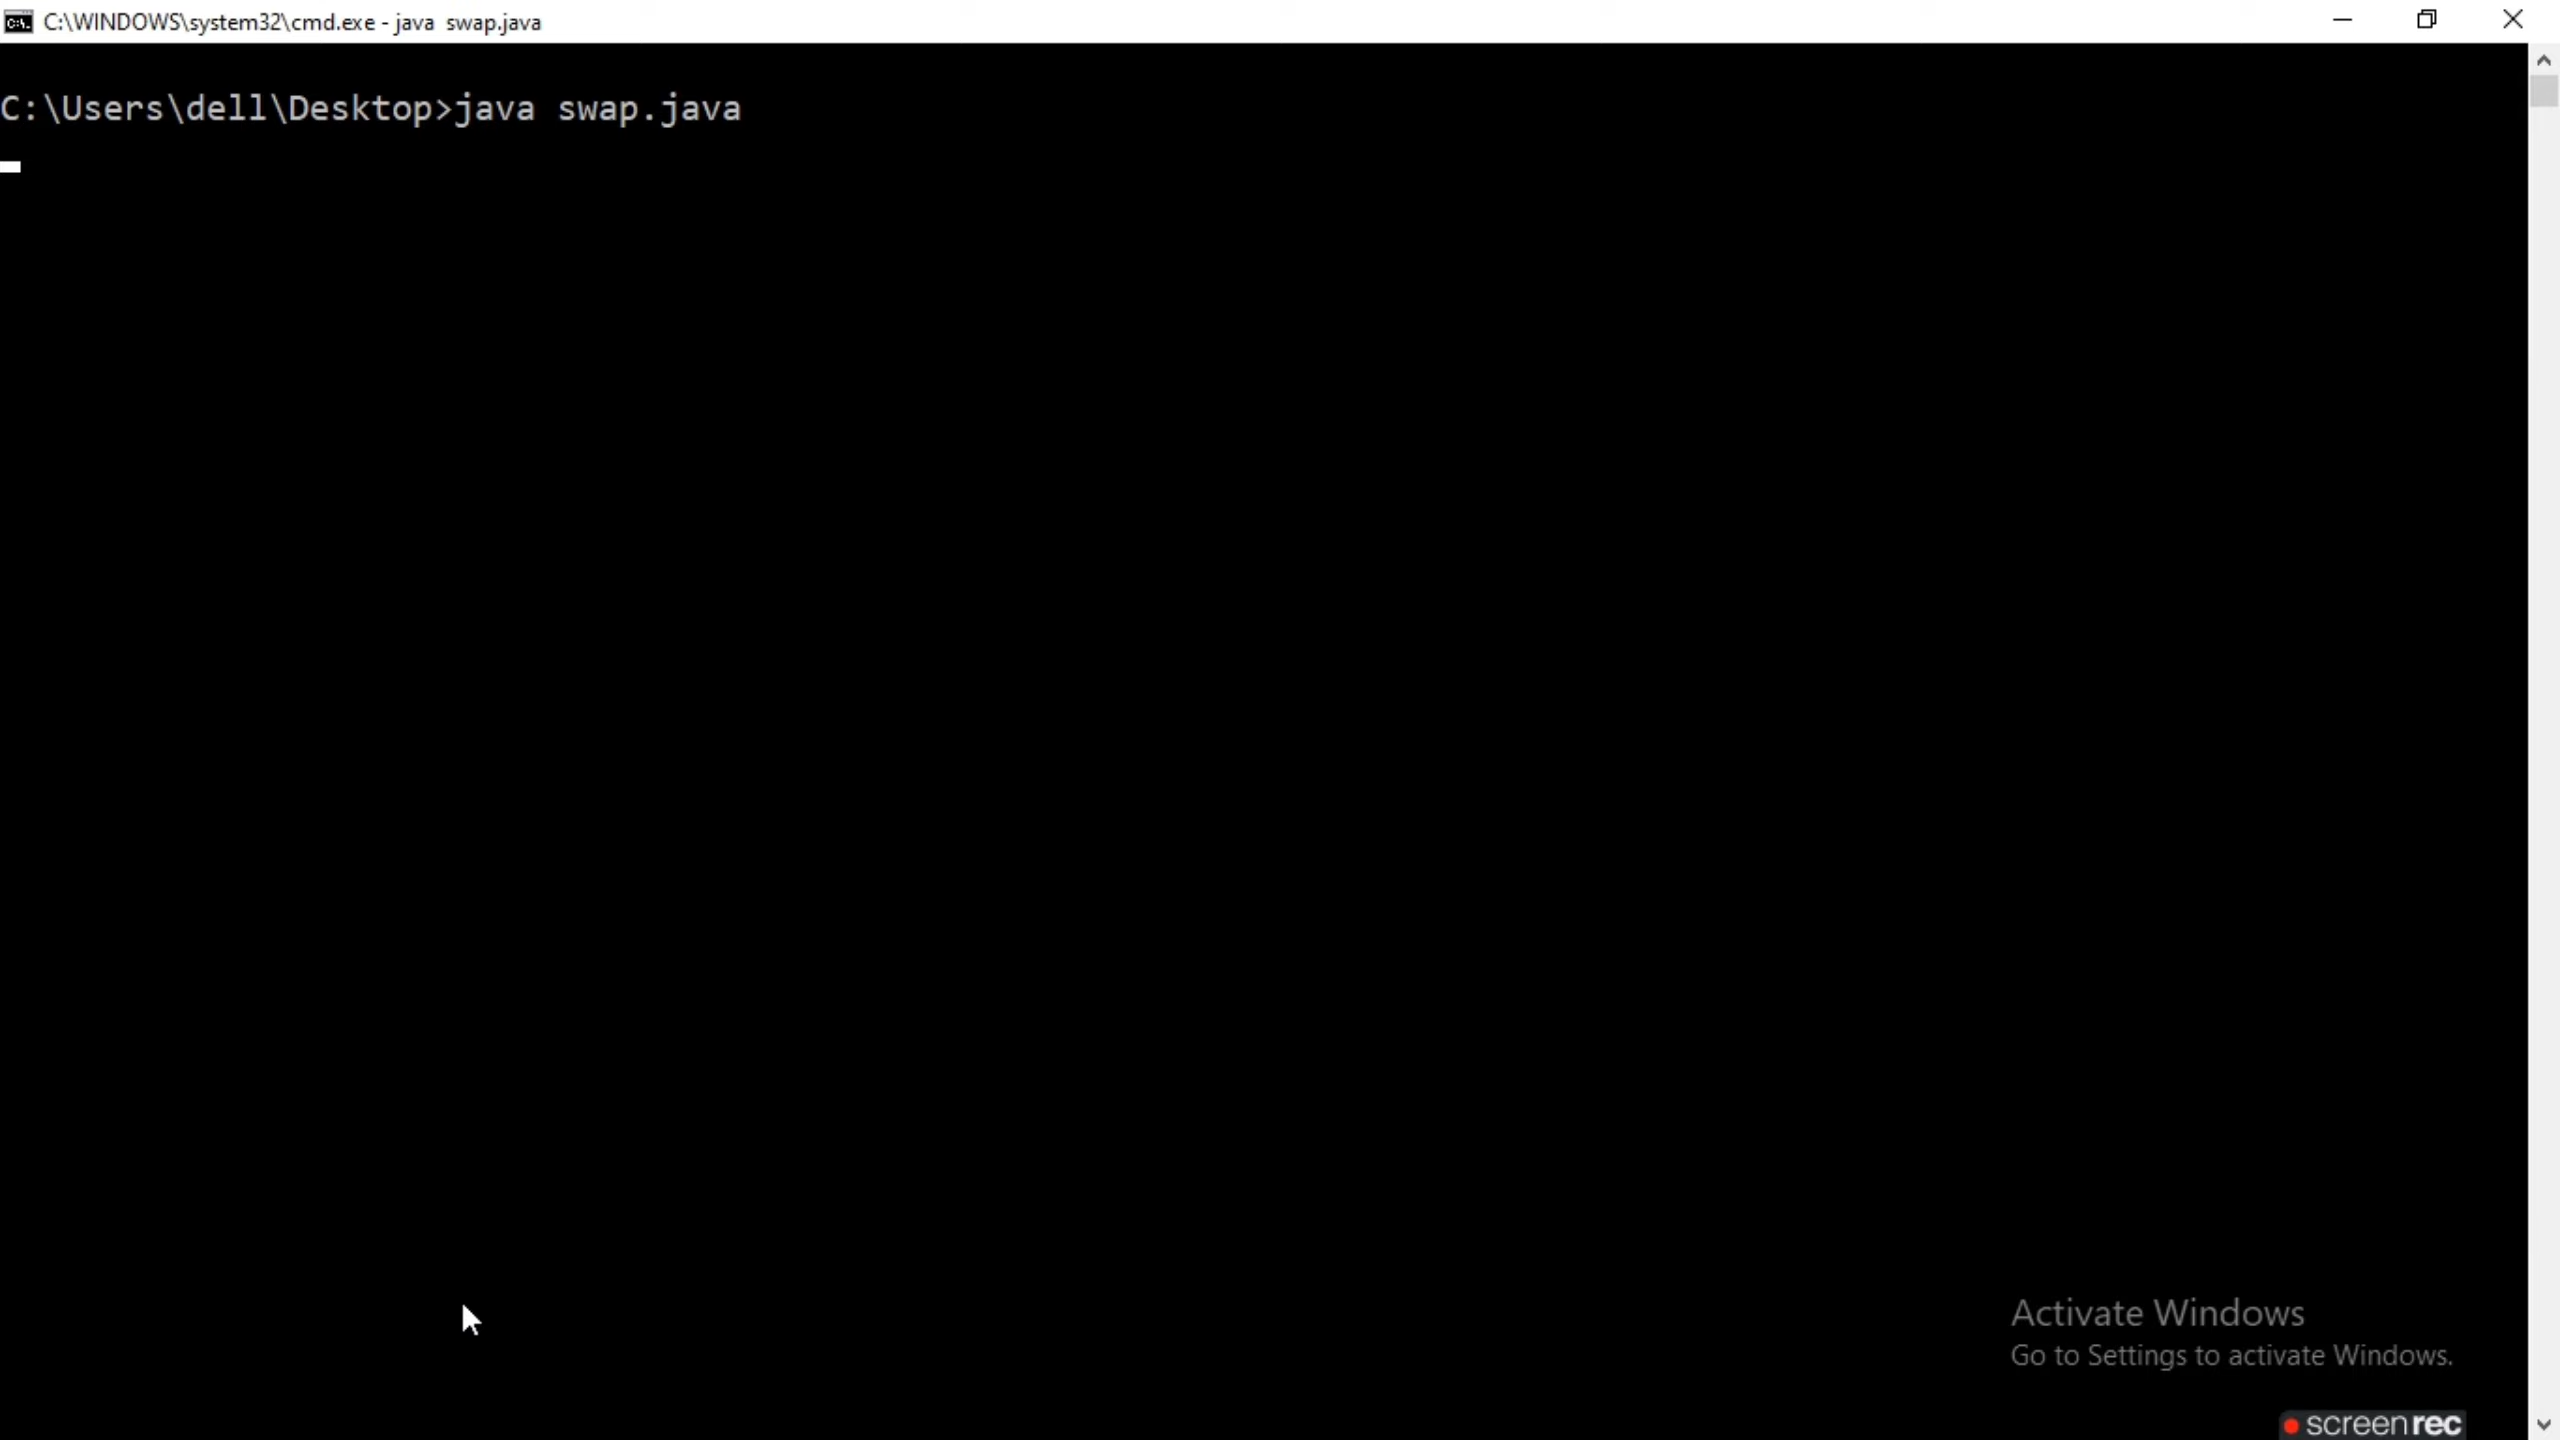 C:\WINDOWS\system32\cmd.exe - java  swap.java
C:\Users\dell\Desktop>java swap.java
Activate Windows
Go to Settings to activate Windows.
screenrec